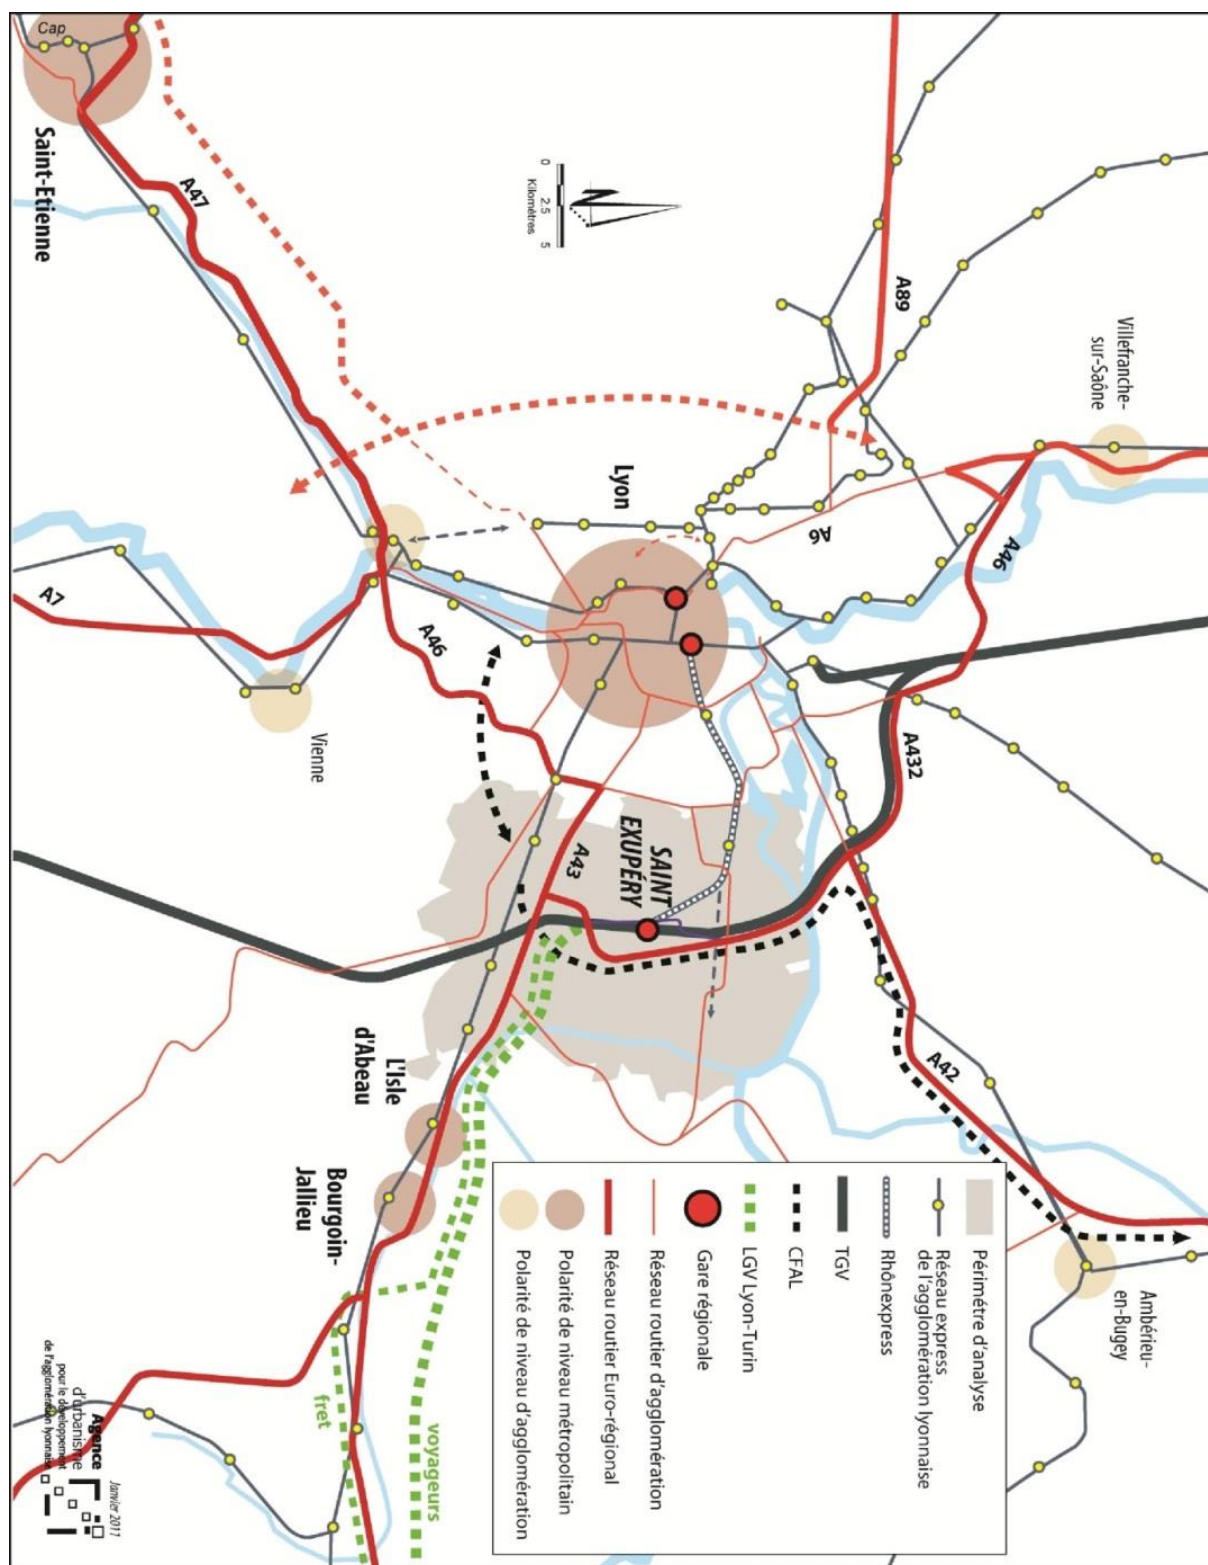 Cap
Saint-Etienne
A47
0
2.5
5
Kilomètres
N
A89
Villefranche-
sur-Saône
A6
A46
Lyon
A7
A46
Vienne
A432
A43
SAINT
EXUPÉRY
A42
L'Isle
d'Abeau
Bourgoin-
Jallieu
Ambérieu-
en-Bugey
fret
voyageurs
Périmétre d'analyse
Réseau express
de l'agglomération lyonnaise
Rhônexpress
TGV
CFAL
LGV Lyon-Turin
Gare régionale
Réseau routier d'agglomération
Réseau routier Euro-régional
Polarité de niveau métropolitain
Polarité de niveau d'agglomération
Janvier 2011
Agence
d'urbanisme
pour le développement
de l'agglomération lyonnaise